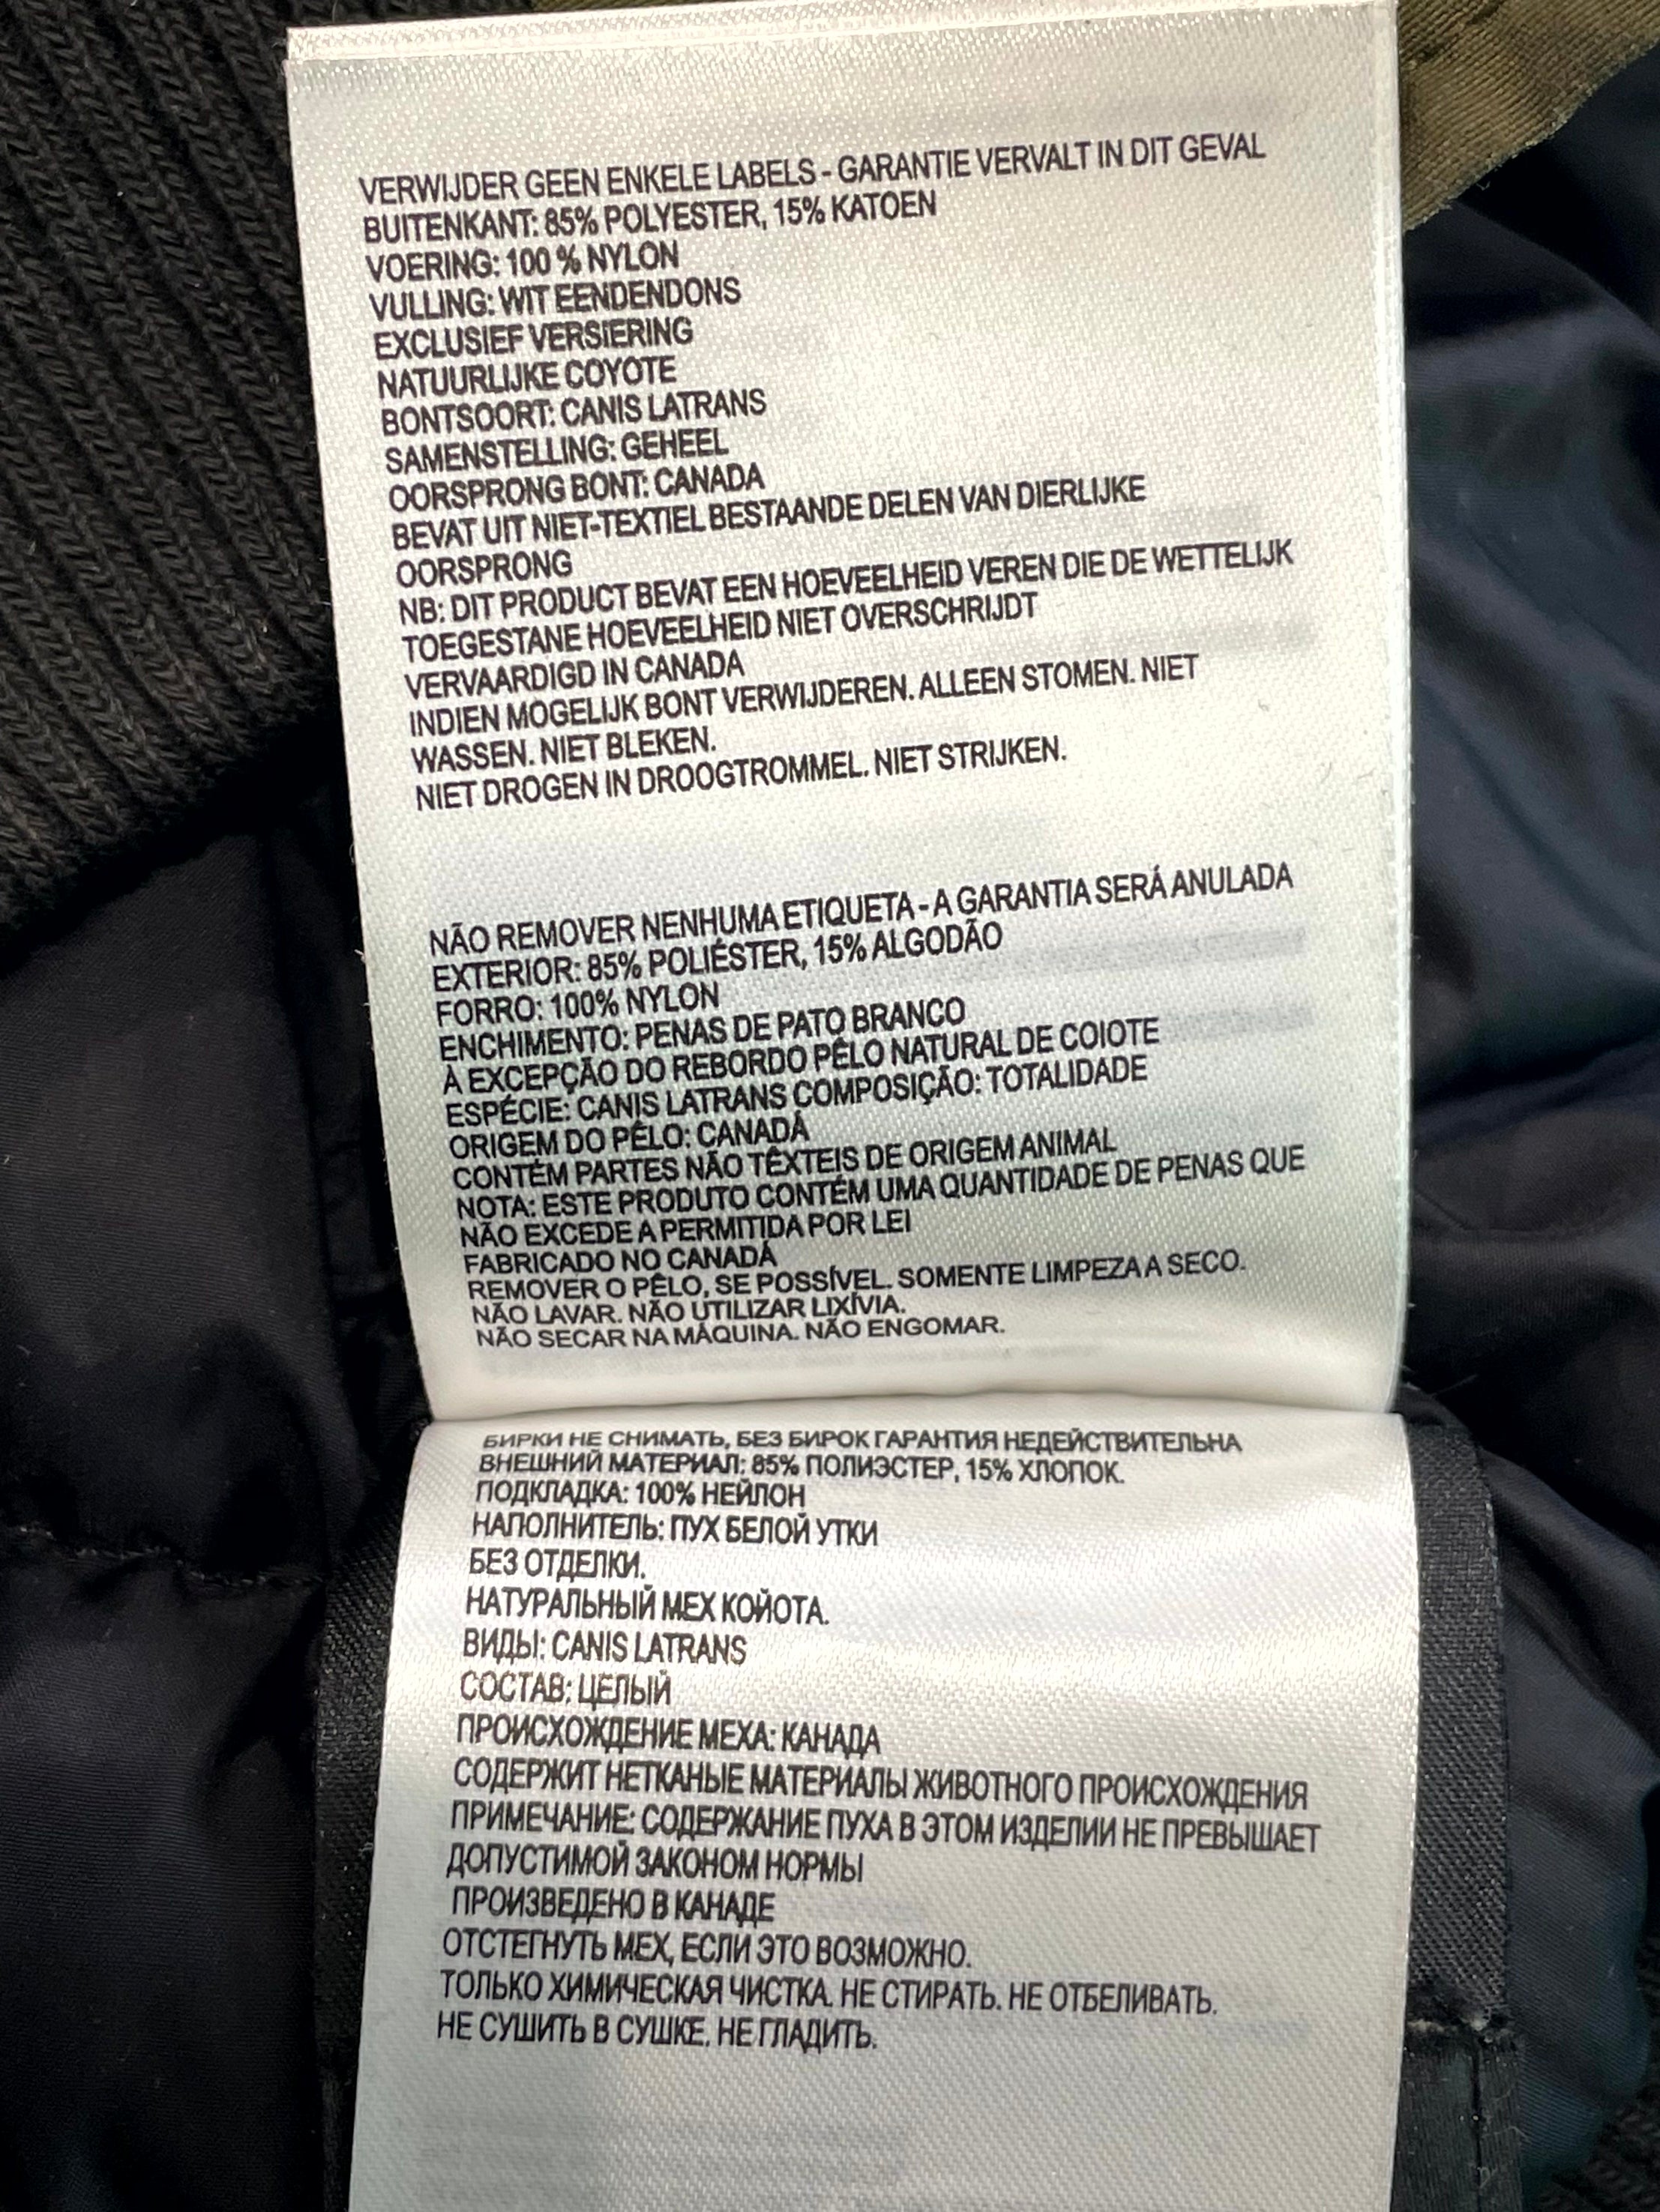 VERWIJDER GEEN ENKELE LABELS - GARANTIE VERVALT IN DIT GEVAL
BUITENKANT: 85% POLYESTER, 15% KATOEN
VOERING: 100 % NYLON
VULLING: WIT EENDENDONS
EXCLUSIEF VERSIERING
NATUURLIJKE COYOTE
BONTSOORT: CANIS LATRANS
SAMENSTELLING: GEHEEL
OORSPRONG BONT: CANADA
BEVAT UIT NIET-TEXTIEL BESTAANDE DELEN VAN DIERLIJKE
OORSPRONG
NB: DIT PRODUCT BEVAT EEN HOEVEELHEID VEREN DIE DE WETTELIJK
TOEGESTANE HOEVEELHEID NIET OVERSCHRIJDT
VERVAARDIGD IN CANADA
INDIEN MOGELIJK BONT VERWIJDEREN. ALLEEN STOMEN. NIET
WASSEN. NIET BLEKEN.
NIET DROGEN IN DROOGTROMMEL. NIET STRIJKEN.
NÃO REMOVER NENHUMA ETIQUETA - A GARANTIA SERÁ ANULADA
EXTERIOR: 85% POLIÉSTER, 15% ALGODÃO
FORRO: 100% NYLON
ENCHIMENTO: PENAS DE PATO BRANCO
À EXCEPÇÃO DO REBORDO PÊLO NATURAL DE COIOTE
ESPÉCIE: CANIS LATRANS COMPOSIÇÃO: TOTALIDADE
ORIGEM DO PÊLO: CANADÁ
CONTÉM PARTES NÃO TÊXTEIS DE ORIGEM ANIMAL
NOTA: ESTE PRODUTO CONTÉM UMA QUANTIDADE DE PENAS QUE
NÃO EXCEDE A PERMITIDA POR LEI
FABRICADO NO CANADÁ
REMOVER O PÊLO, SE POSSÍVEL. SOMENTE LIMPEZA A SECO.
NÃO LAVAR. NÃO UTILIZAR LIXÍVIA.
NÃO SECAR NA MÁQUINA. NÃO ENGOMAR.
БИРКИ НЕ СНИМАТЬ, БЕЗ БИРОК ГАРАНТИЯ НЕДЕЙСТВИТЕЛЬНА
ВНЕШНИЙ МАТЕРИАЛ: 85% ПОЛИЭСТЕР, 15% ХЛОПОК.
ПОДКЛАДКА: 100% НЕЙЛОН
НАПОЛНИТЕЛЬ: ПУХ БЕЛОЙ УТКИ
БЕЗ ОТДЕЛКИ.
НАТУРАЛЬНЫЙ МЕХ КОЙОТА.
ВИДЫ: CANIS LATRANS
СОСТАВ: ЦЕЛЫЙ
ПРОИСХОЖДЕНИЕ МЕХА: КАНАДА
СОДЕРЖИТ НЕТКАНЫЕ МАТЕРИАЛЫ ЖИВОТНОГО ПРОИСХОЖДЕНИЯ
ПРИМЕЧАНИЕ: СОДЕРЖАНИЕ ПУХА В ЭТОМ ИЗДЕЛИИ НЕ ПРЕВЫШАЕТ
ДОПУСТИМОЙ ЗАКОНОМ НОРМЫ
ПРОИЗВЕДЕНО В КАНАДЕ
ОТСТЕГНУТЬ МЕХ, ЕСЛИ ЭТО ВОЗМОЖНО.
ТОЛЬКО ХИМИЧЕСКАЯ ЧИСТКА. НЕ СТИРАТЬ. НЕ ОТБЕЛИВАТЬ.
НЕ СУШИТЬ В СУШКЕ. НЕ ГЛАДИТЬ.